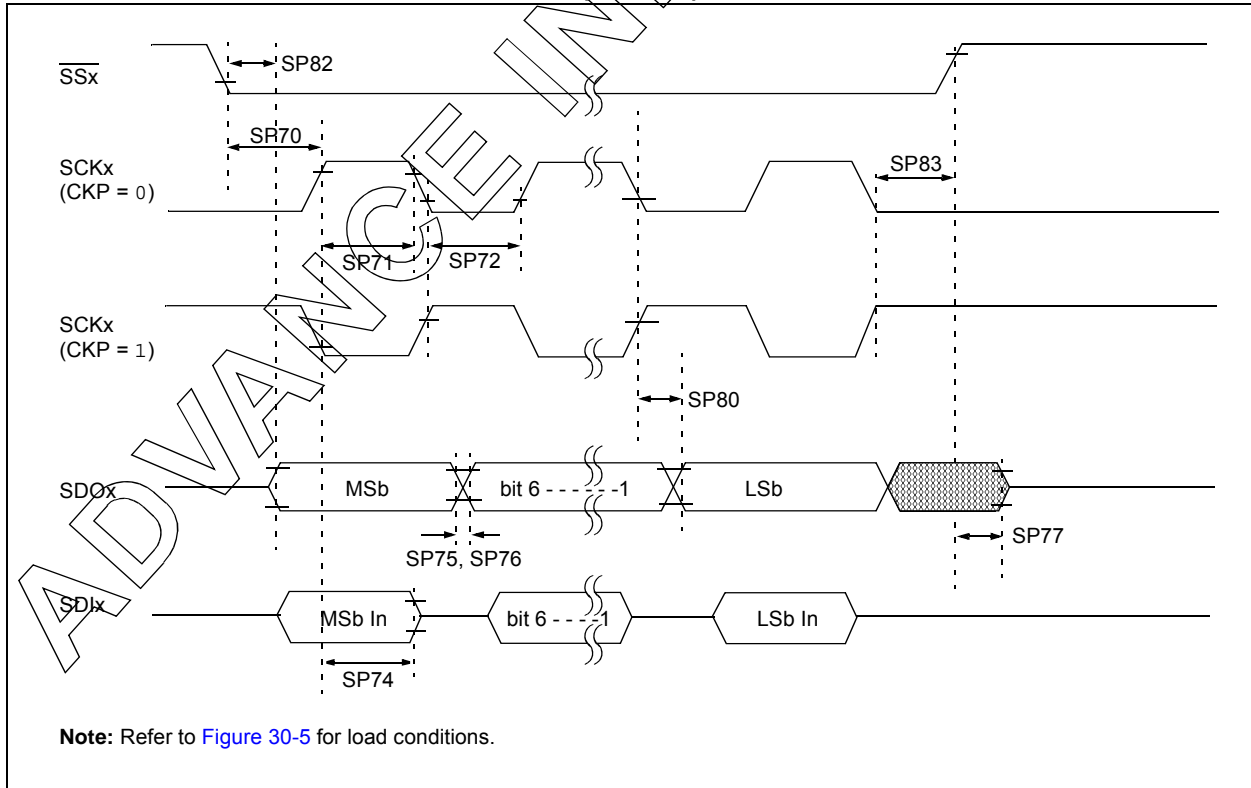 SSx
SP82
SP70
SCKx
(CKP = 0)
SP83
SP71
SP72
SCKx
(CKP = 1)
SP80
SDOx
MSb
bit 6 - - - - - -1
LSb
SP77
SP75, SP76
SDIx
MSb In
bit 6 - - - -1
LSb In
SP74
Note: Refer to Figure 30-5 for load conditions.
ADVANCE IN